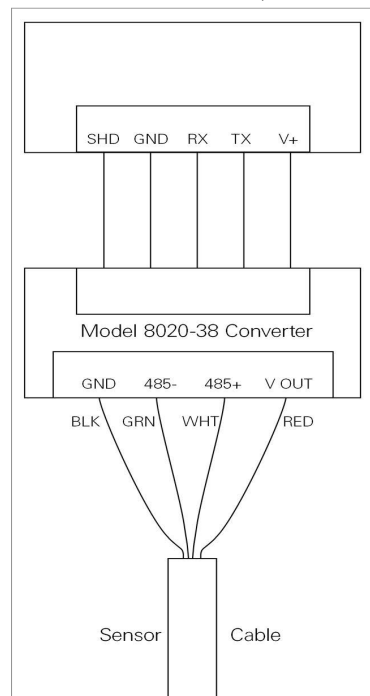 SHD GND RX TX V+
Model 8020-38 Converter
GND 485- 485+ V OUT
BLK GRN WHT RED
Sensor Cable